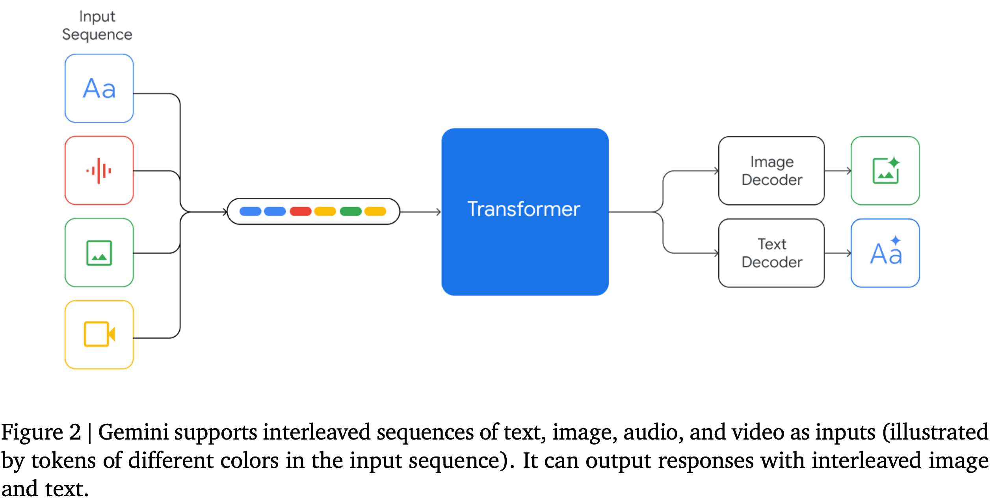 Input
Sequence
Aa
Transformer
Image
Decoder
Text
Decoder
Aa
Figure 2 | Gemini supports interleaved sequences of text, image, audio, and video as inputs (illustrated
by tokens of different colors in the input sequence). It can output responses with interleaved image
and text.